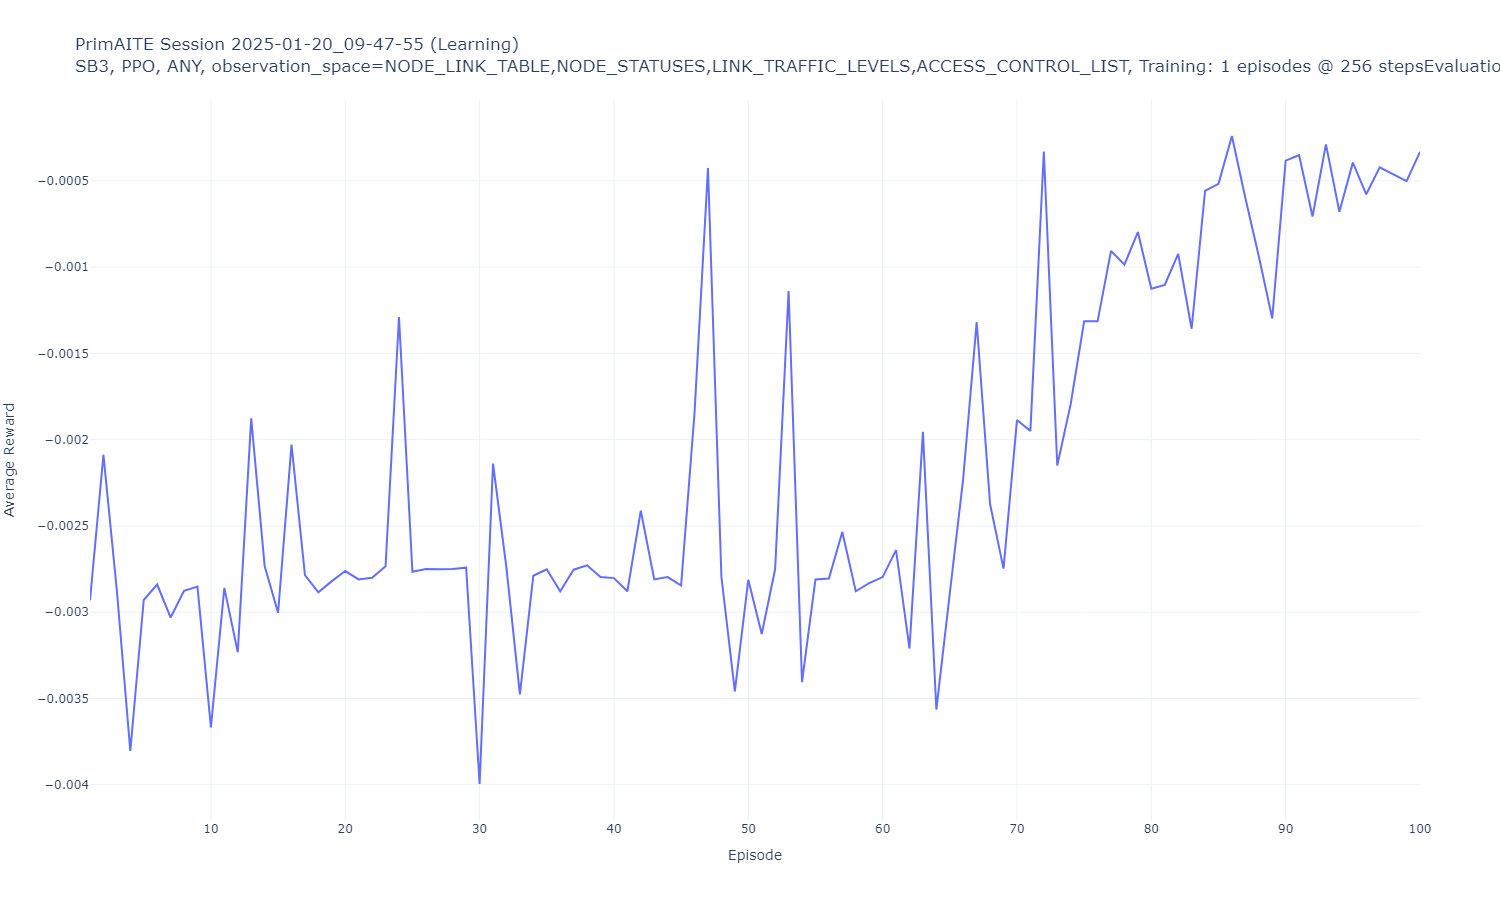 PrimAITE Session 2025-01-20_09-47-55 (Learning)
SB3, PPO, ANY, observation_space=NODE_LINK_TABLE,NODE_STATUSES,LINK_TRAFFIC_LEVELS,ACCESS_CONTROL_LIST, Training: 1 episodes @ 256 stepsEvaluatio
−0.0005
−0.001
−0.0015
−0.002
−0.0025
−0.003
−0.0035
−0.004
Average Reward
10 20 30 40 50 60 70 80 90 100
Episode